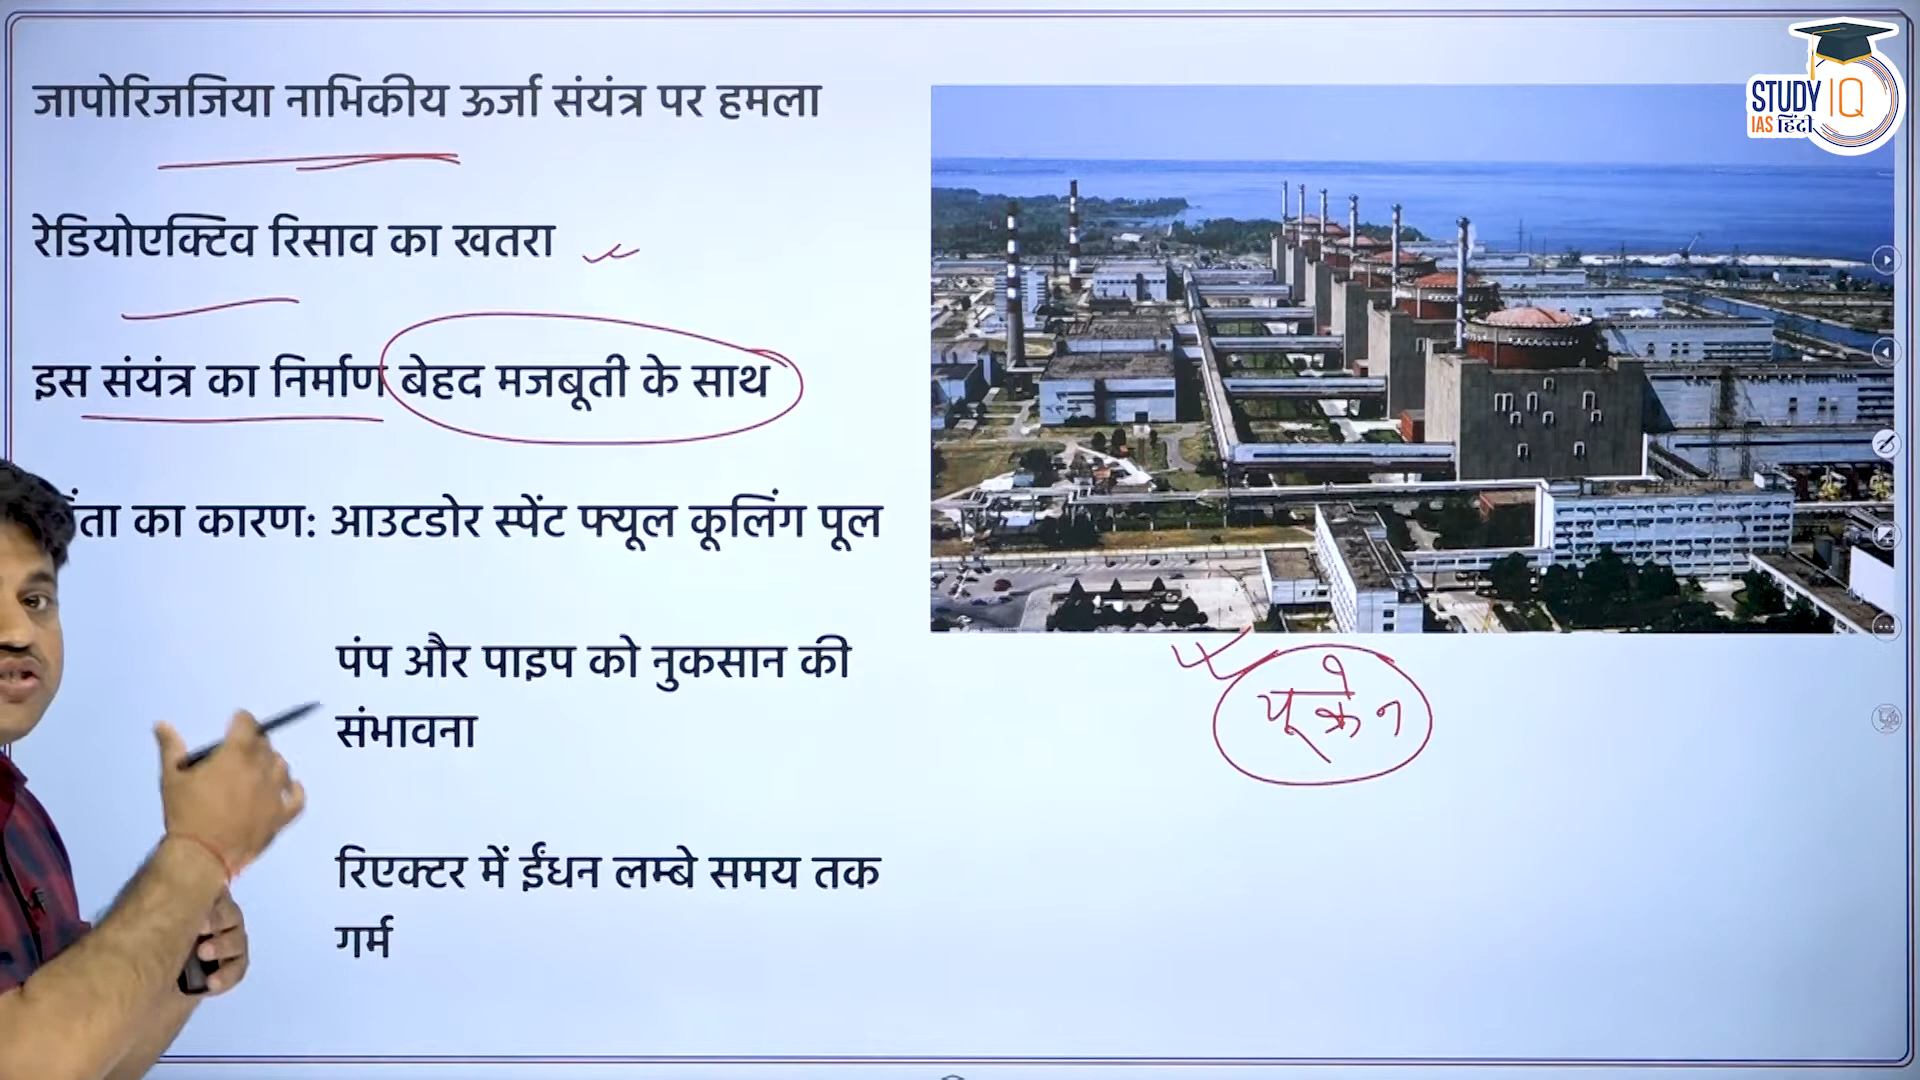 जापोरिजजिया नाभिकीय ऊर्जा संयंत्र पर हमला
रेडियोएक्टिव रिसाव का खतरा
इस संयंत्र का निर्माण बेहद मजबूती के साथ
का कारण: आउटडोर स्पेंट फ्यूल कूलिंग पूल
पंप और पाइप को नुकसान की
संभावना
रिएक्टर में ईंधन लम्बे समय तक
गर्म
STUDY IQ
IAS हिंदी
यूक्रेन